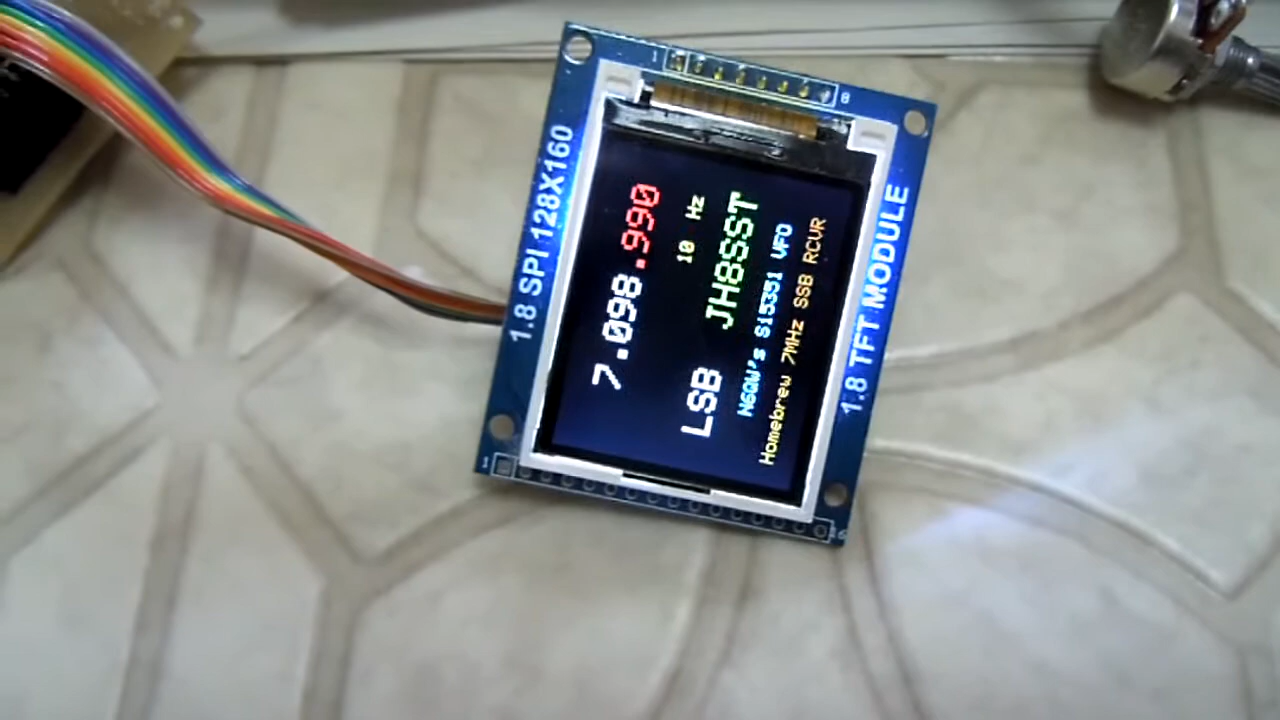 1.8 SPI 128X160
7.098.990
10 Hz
LSB JH8SST
N6QW's Si5351 VFO
Homebrew 7MHz SSB RCVR
1.8 TFT MODULE
1
8